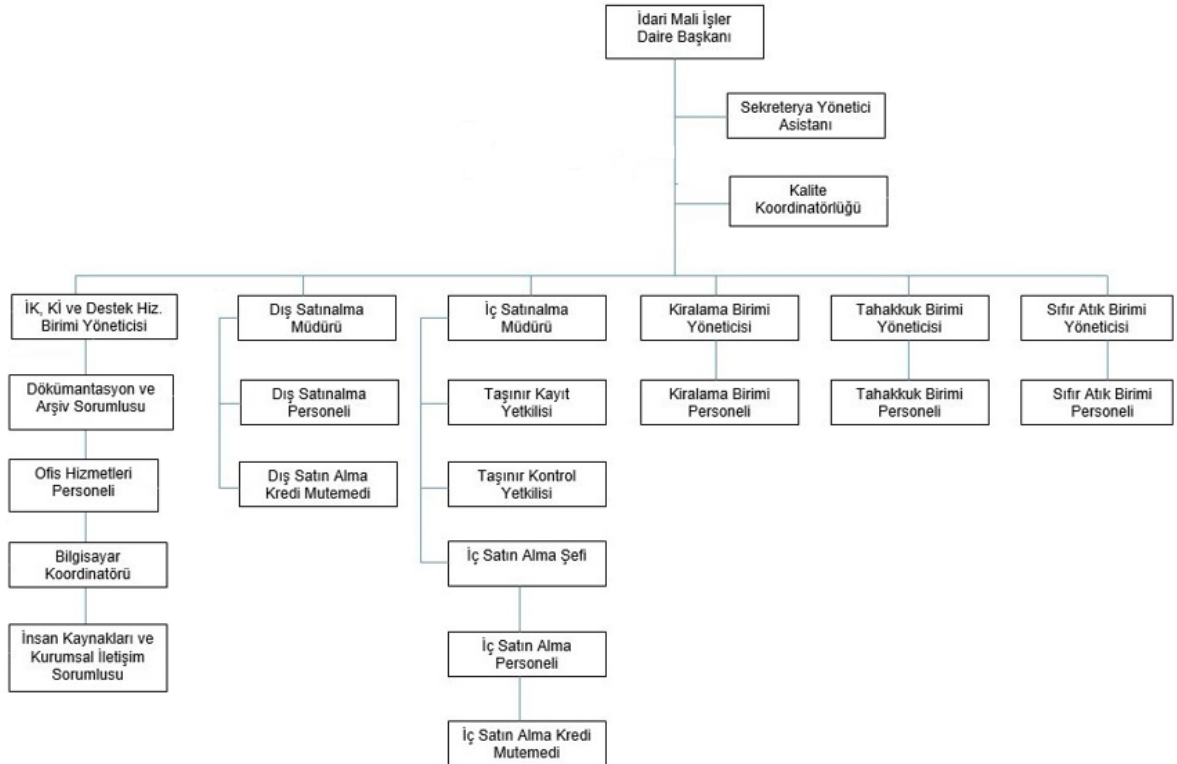 İdari Mali İşler
Daire Başkanı
Sekreterya Yönetici
Asistanı
Kalite
Koordinatörlüğü
İK, Kİ ve Destek Hiz.
Birimi Yöneticisi
Dökümantasyon ve
Arşiv Sorumlusu
Ofis Hizmetleri
Personeli
Bilgisayar
Koordinatörü
İnsan Kaynakları ve
Kurumsal İletişim
Sorumlusu
Dış Satınalma
Müdürü
Dış Satınalma
Personeli
Dış Satın Alma
Kredi Mutemedi
İç Satınalma
Müdürü
Taşınır Kayıt
Yetkilisi
Taşınır Kontrol
Yetkilisi
İç Satın Alma Şefi
İç Satın Alma
Personeli
İç Satın Alma Kredi
Mutemedi
Kiralama Birimi
Yöneticisi
Kiralama Birimi
Personeli
Tahakkuk Birimi
Yöneticisi
Tahakkuk Birimi
Personeli
Sıfır Atık Birimi
Yöneticisi
Sıfır Atık Birimi
Personeli